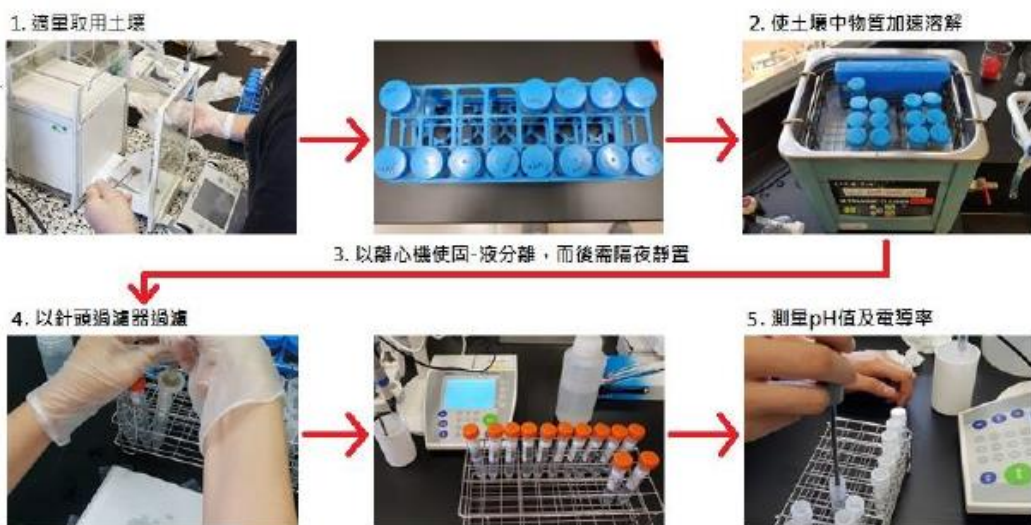 1. 適量取用土壤
2. 使土壤中物質加速溶解
3. 以離心機使固-液分離，而後需隔夜靜置
4. 以針頭過濾器過濾
5. 測量pH值及電導率